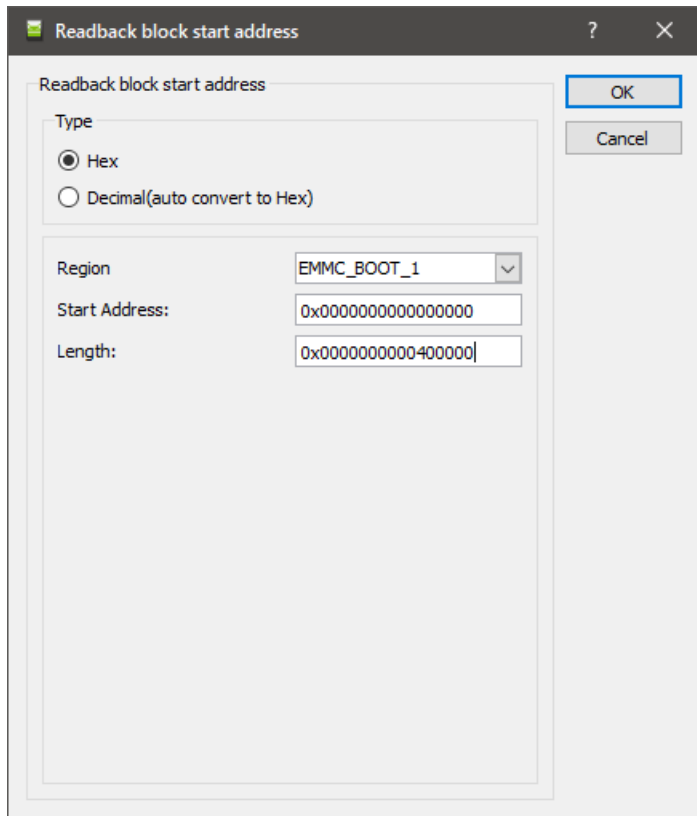 Readback block start address
Readback block start address
OK
Cancel
Type
Hex
Decimal(auto convert to Hex)
Region EMMC_BOOT_1
Start Address: 0x0000000000000000
Length: 0x0000000000400000